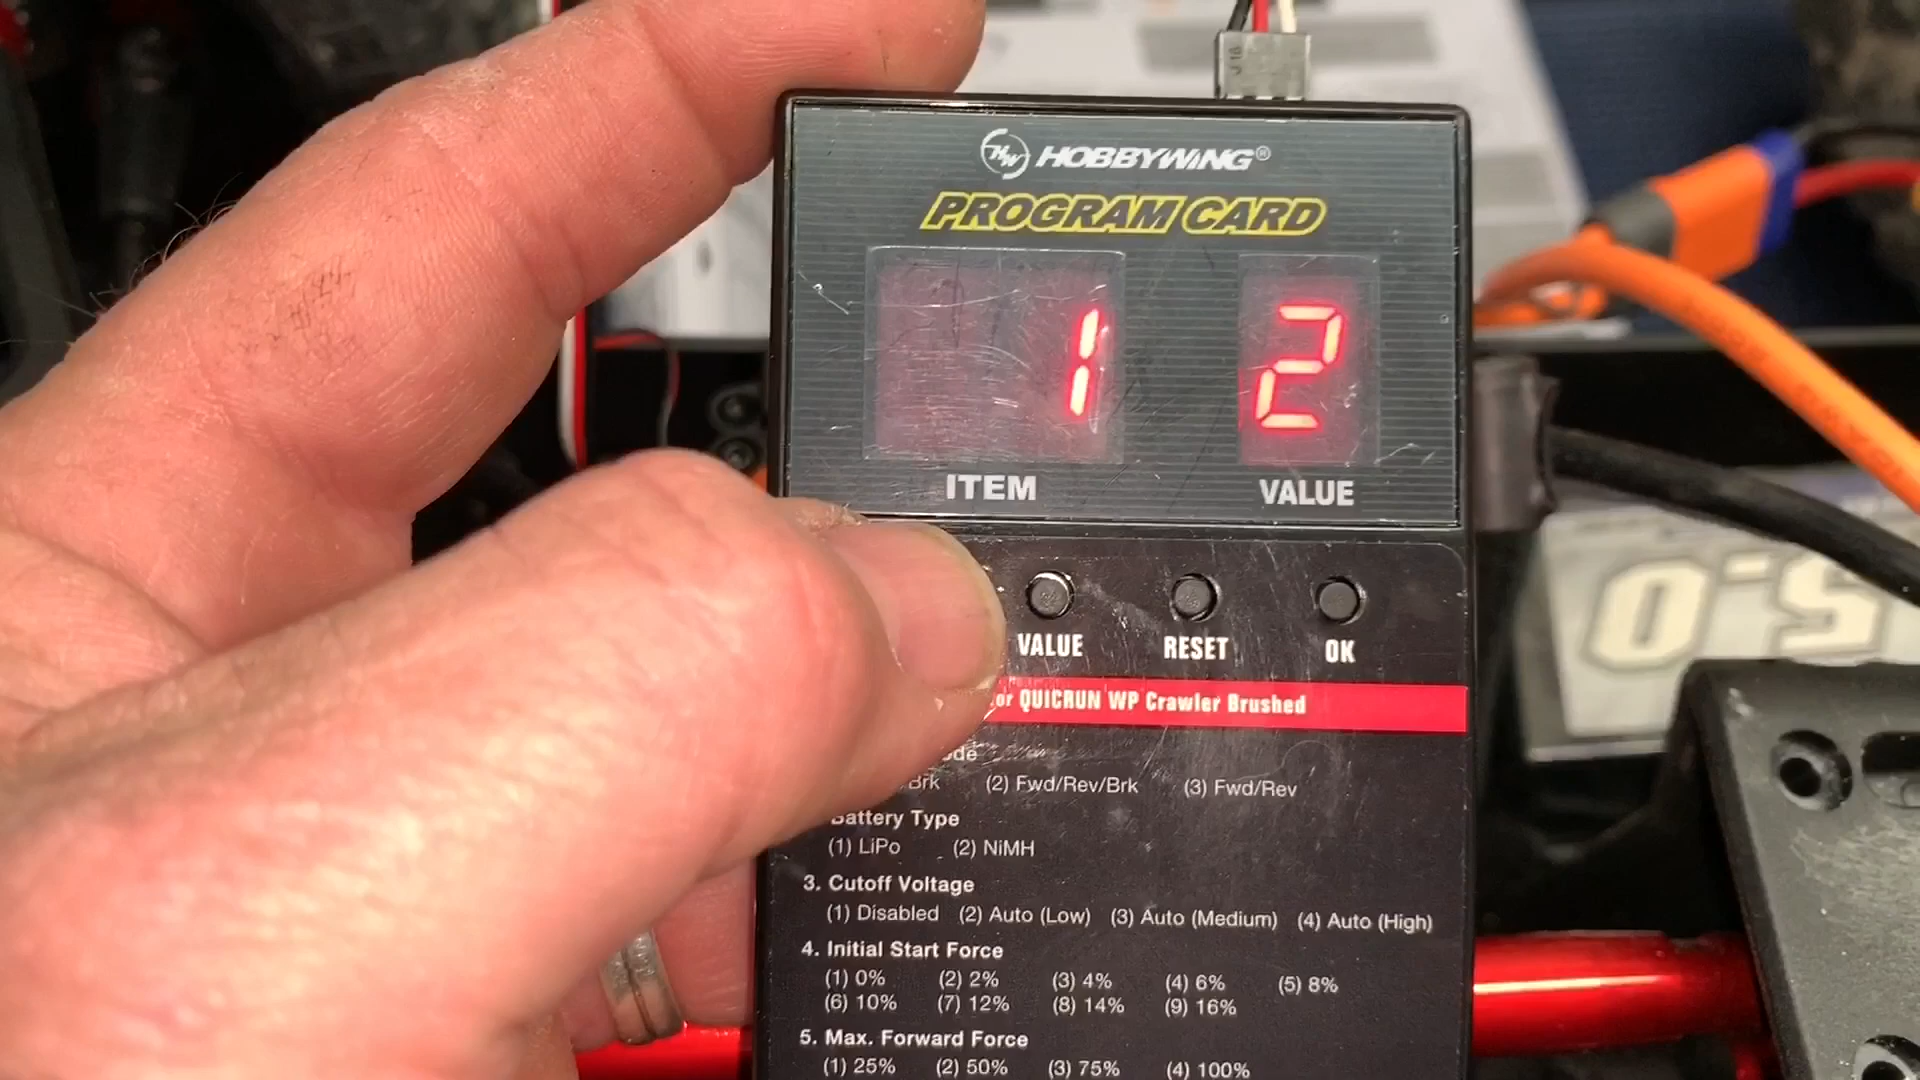 HW HOBBYWING®
PROGRAM CARD
1 2
ITEM VALUE
VALUE RESET OK
QUICRUN WP Crawler Brushed
(2) Fwd/Rev/Brk (3) Fwd/Rev
Battery Type
(1) LiPo (2) NiMH
3. Cutoff Voltage
(1) Disabled (2) Auto (Low) (3) Auto (Medium) (4) Auto (High)
4. Initial Start Force
(1) 0% (2) 2% (3) 4% (4) 6% (5) 8%
(6) 10% (7) 12% (8) 14% (9) 16%
5. Max. Forward Force
(1) 25% (2) 50% (3) 75% (4) 100%